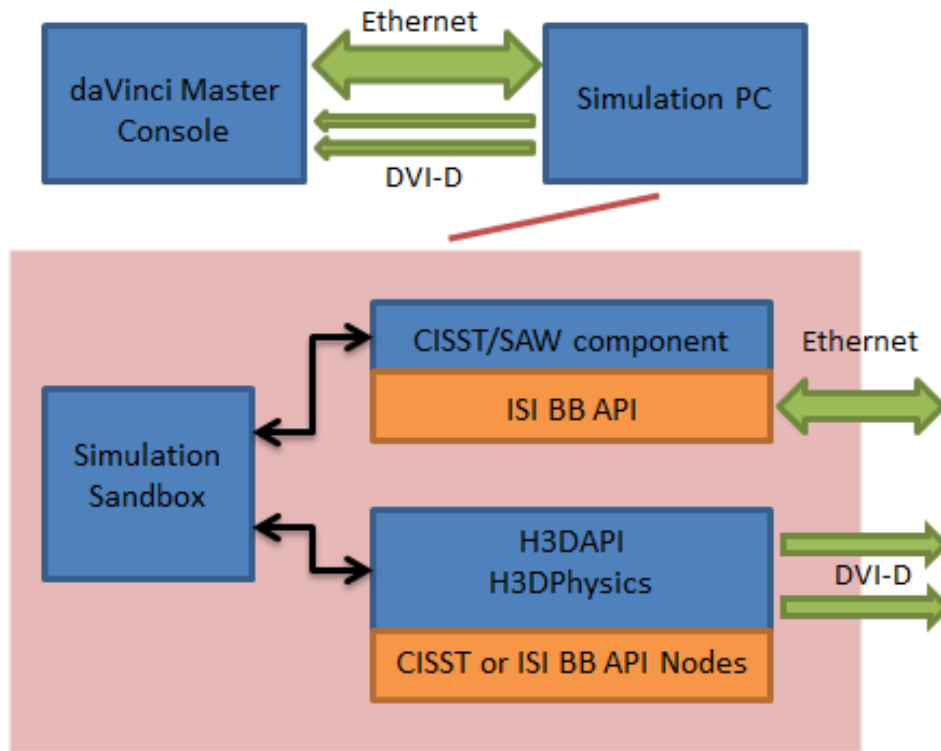 Ethernet
daVinci Master
Console
Simulation PC
DVI-D
CISST/SAW component
Ethernet
ISI BB API
Simulation
Sandbox
H3DAPI
H3DPhysics
DVI-D
CISST or ISI BB API Nodes